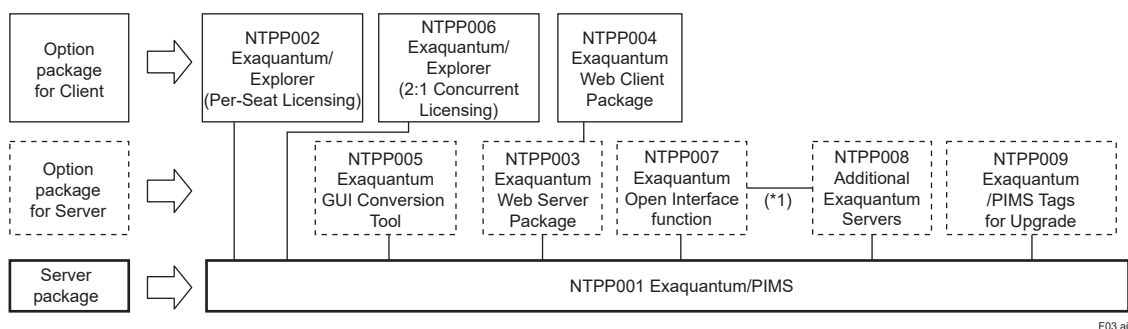 Option
package
for Client
NTPP002
Exaquantum/
Explorer
(Per-Seat Licensing)
NTPP006
Exaquantum/
Explorer
(2:1 Concurrent
Licensing)
NTPP004
Exaquantum
Web Client
Package
Option
package
for Server
NTPP005
Exaquantum
GUI Conversion
Tool
NTPP003
Exaquantum
Web Server
Package
NTPP007
Exaquantum
Open Interface
function
(*1)
NTPP008
Additional
Exaquantum
Servers
NTPP009
Exaquantum
/PIMS Tags
for Upgrade
Server
package
NTPP001 Exaquantum/PIMS
F03.ai